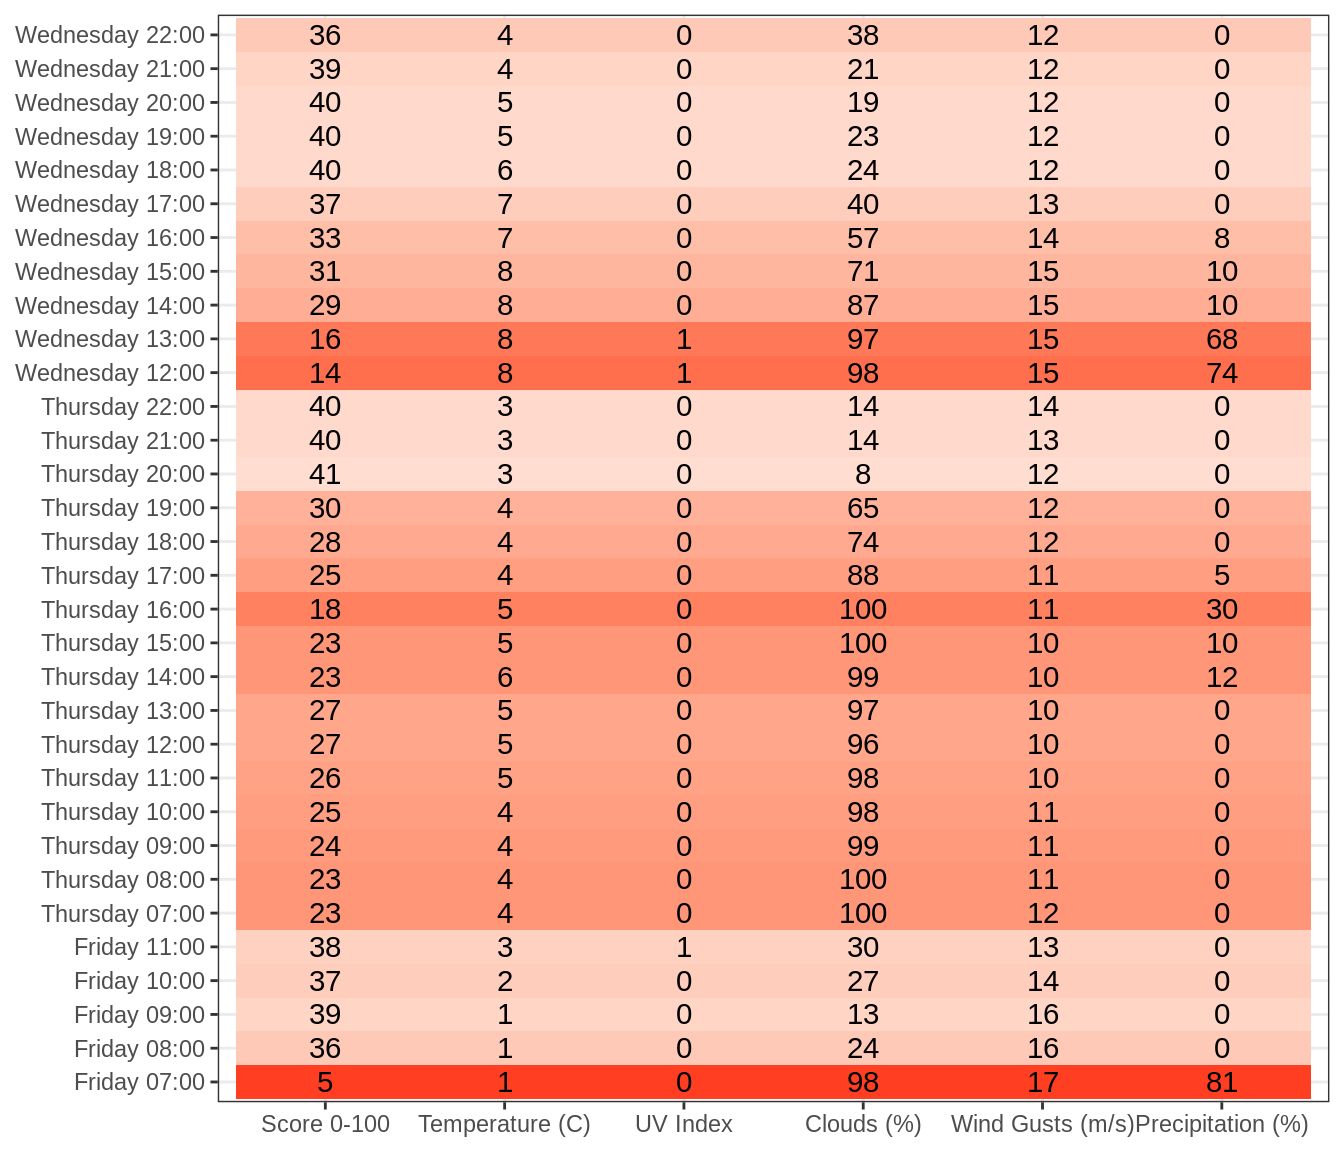 Wednesday 22:00 36 4 0 38 12 0
Wednesday 21:00 39 4 0 21 12 0
Wednesday 20:00 40 5 0 19 12 0
Wednesday 19:00 40 5 0 23 12 0
Wednesday 18:00 40 6 0 24 12 0
Wednesday 17:00 37 7 0 40 13 0
Wednesday 16:00 33 7 0 57 14 8
Wednesday 15:00 31 8 0 71 15 10
Wednesday 14:00 29 8 0 87 15 10
Wednesday 13:00 16 8 1 97 15 68
Wednesday 12:00 14 8 1 98 15 74
Thursday 22:00 40 3 0 14 14 0
Thursday 21:00 40 3 0 14 13 0
Thursday 20:00 41 3 0 8 12 0
Thursday 19:00 30 4 0 65 12 0
Thursday 18:00 28 4 0 74 12 0
Thursday 17:00 25 4 0 88 11 5
Thursday 16:00 18 5 0 100 11 30
Thursday 15:00 23 5 0 100 10 10
Thursday 14:00 23 6 0 99 10 12
Thursday 13:00 27 5 0 97 10 0
Thursday 12:00 27 5 0 96 10 0
Thursday 11:00 26 5 0 98 10 0
Thursday 10:00 25 4 0 98 11 0
Thursday 09:00 24 4 0 99 11 0
Thursday 08:00 23 4 0 100 11 0
Thursday 07:00 23 4 0 100 12 0
Friday 11:00 38 3 1 30 13 0
Friday 10:00 37 2 0 27 14 0
Friday 09:00 39 1 0 13 16 0
Friday 08:00 36 1 0 24 16 0
Friday 07:00 5 1 0 98 17 81
Score 0-100 Temperature (C) UV Index Clouds (%) Wind Gusts (m/s) Precipitation (%)